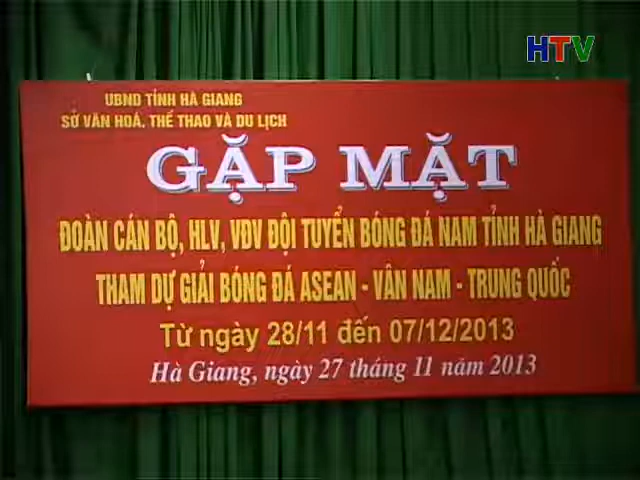 HTV
UBND TỈNH HÀ GIANG
SỞ VĂN HOÁ, THỂ THAO VÀ DU LỊCH
GẶP MẶT
ĐOÀN CÁN BỘ, HLV, VĐV ĐỘI TUYỂN BÓNG ĐÁ NAM TỈNH HÀ GIANG
THAM DỰ GIẢI BÓNG ĐÁ ASEAN - VÂN NAM - TRUNG QUỐC
Từ ngày 28/11 đến 07/12/2013
Hà Giang, ngày 27 tháng 11 năm 2013